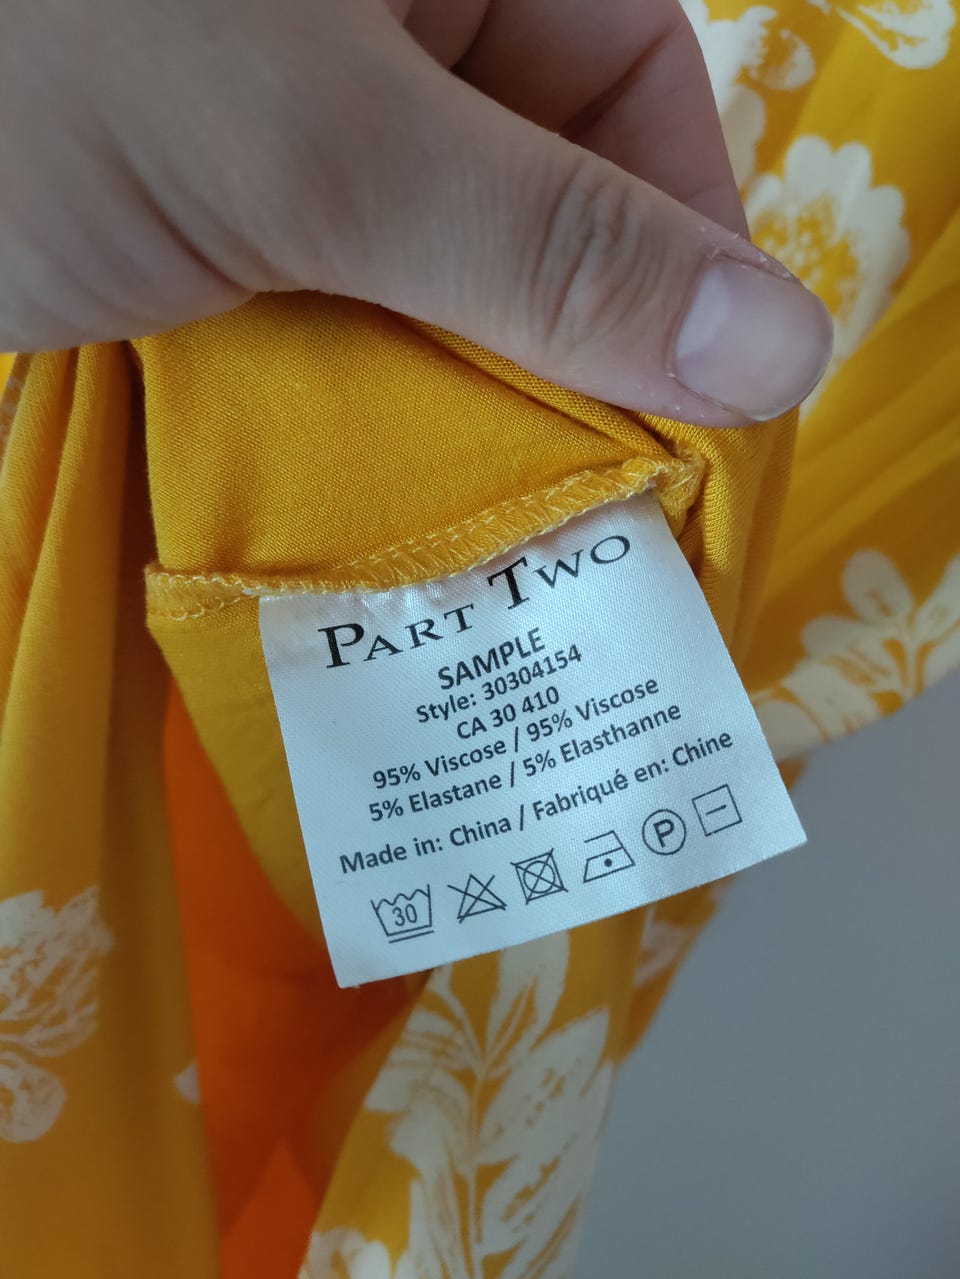 PART TWO
SAMPLE
Style: 30304154
CA 30 410
95% Viscose / 95% Viscose
5% Elastane / 5% Elasthanne
Made in: China / Fabriqué en: Chine
30 P